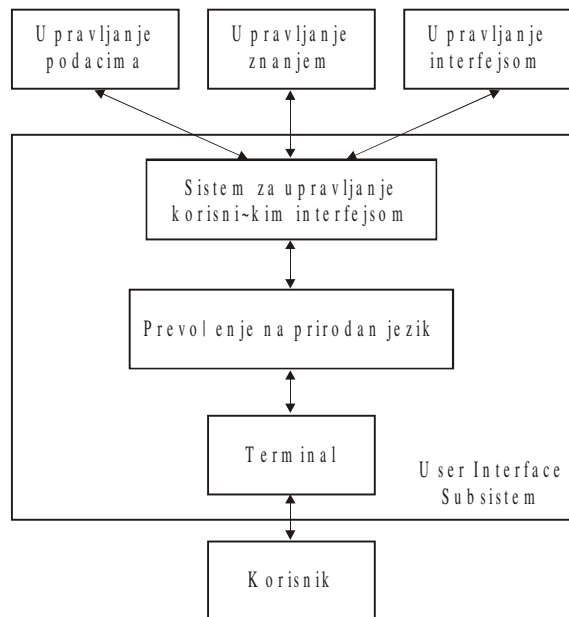 Upravljanje
podacima
Upravljanje
znanjem
Upravljanje
interfejsom
Sistem za upravljanje
korisni~kim interfejsom
Prevo|enje na prirodan jezik
Terminal
User Interface
Subsistem
Korisnik